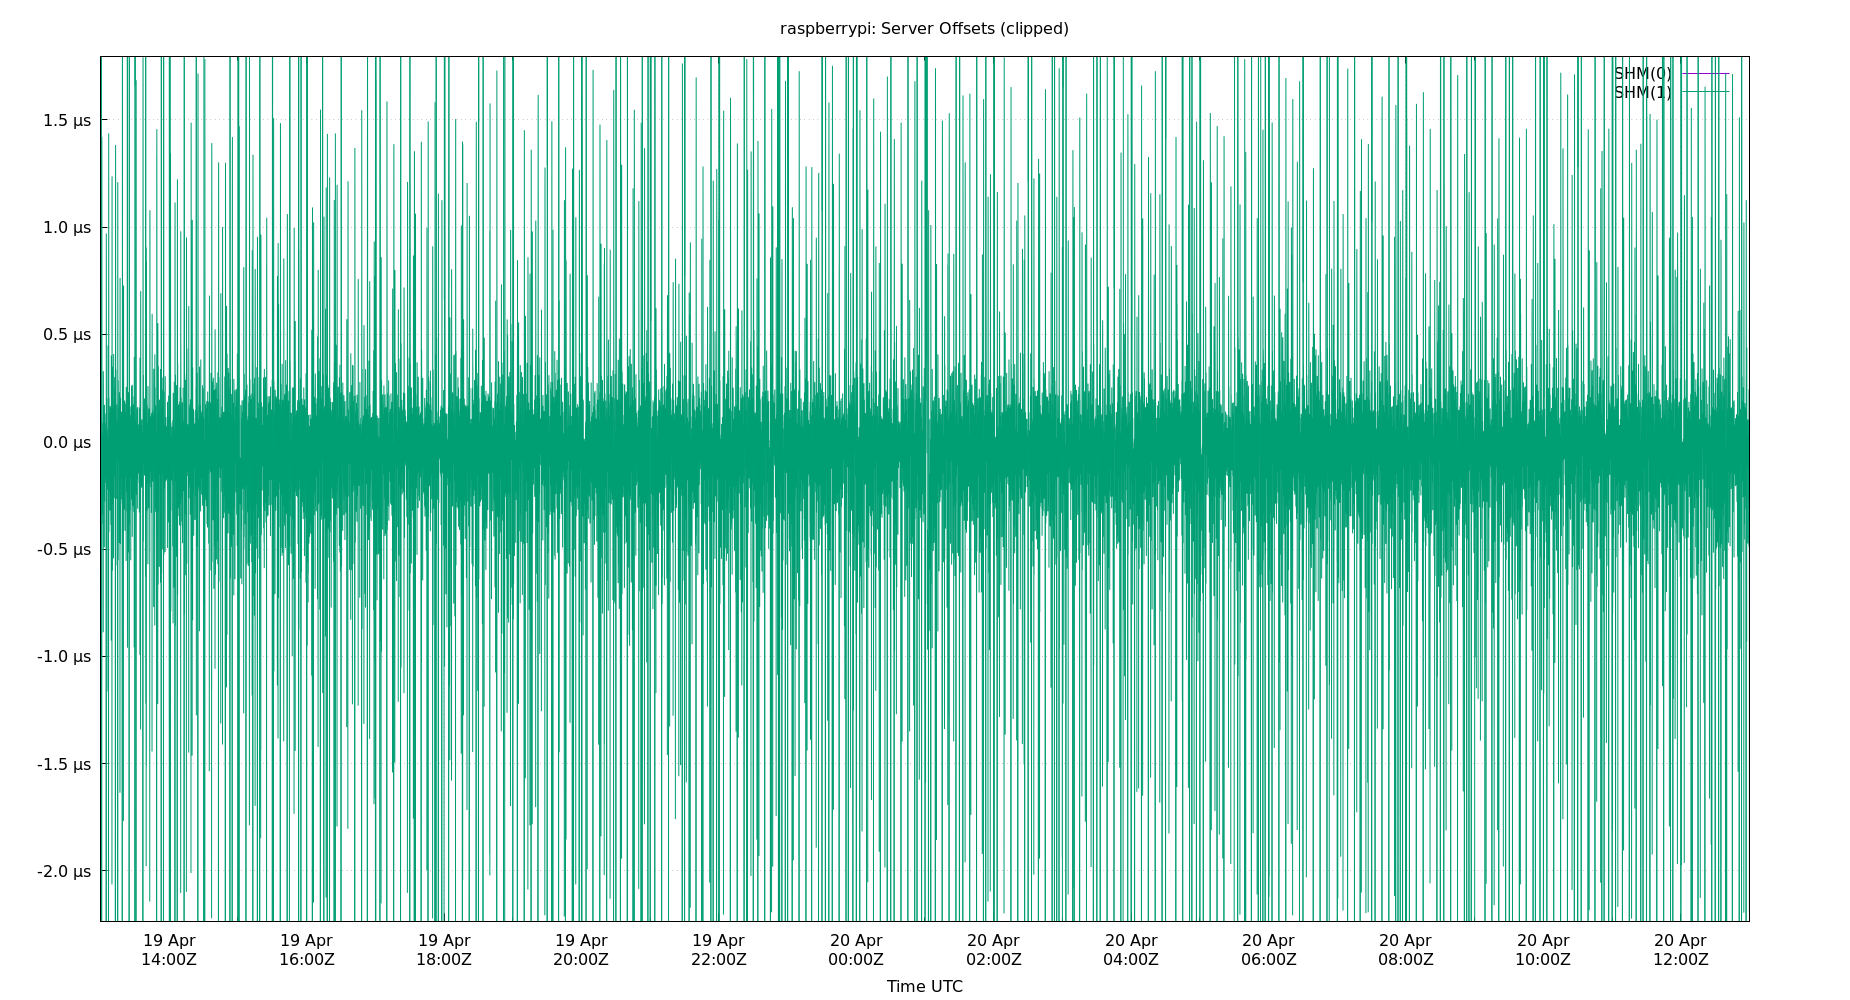 raspberrypi: Server Offsets (clipped)
SHM(0)
SHM(1)
1.5 µs
1.0 µs
0.5 µs
0.0 µs
-0.5 µs
-1.0 µs
-1.5 µs
-2.0 µs
19 Apr 19 Apr 19 Apr 19 Apr 19 Apr 20 Apr 20 Apr 20 Apr 20 Apr 20 Apr 20 Apr 20 Apr
14:00Z 16:00Z 18:00Z 20:00Z 22:00Z 00:00Z 02:00Z 04:00Z 06:00Z 08:00Z 10:00Z 12:00Z
Time UTC